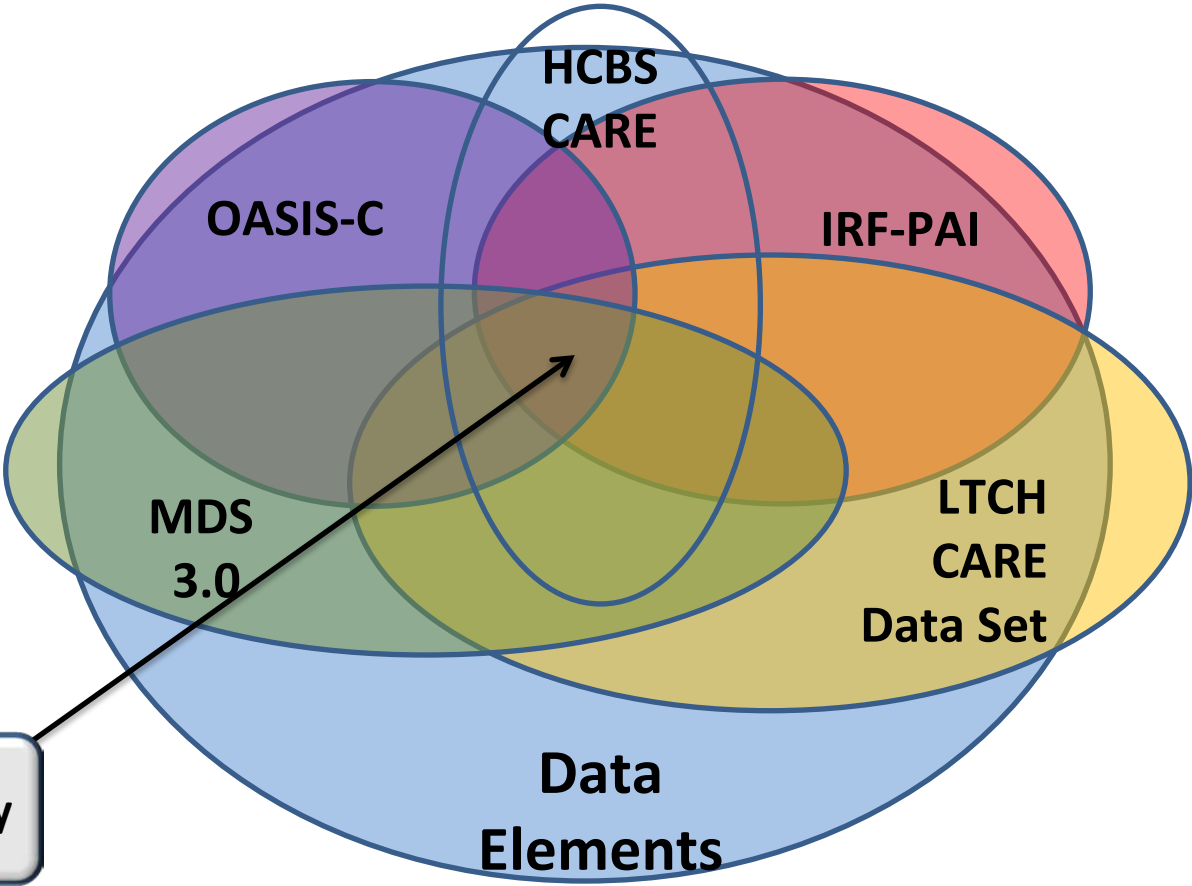 HCBS
CARE
OASIS-C
IRF-PAI
MDS
3.0
LTCH
CARE
Data Set
Data
Elements